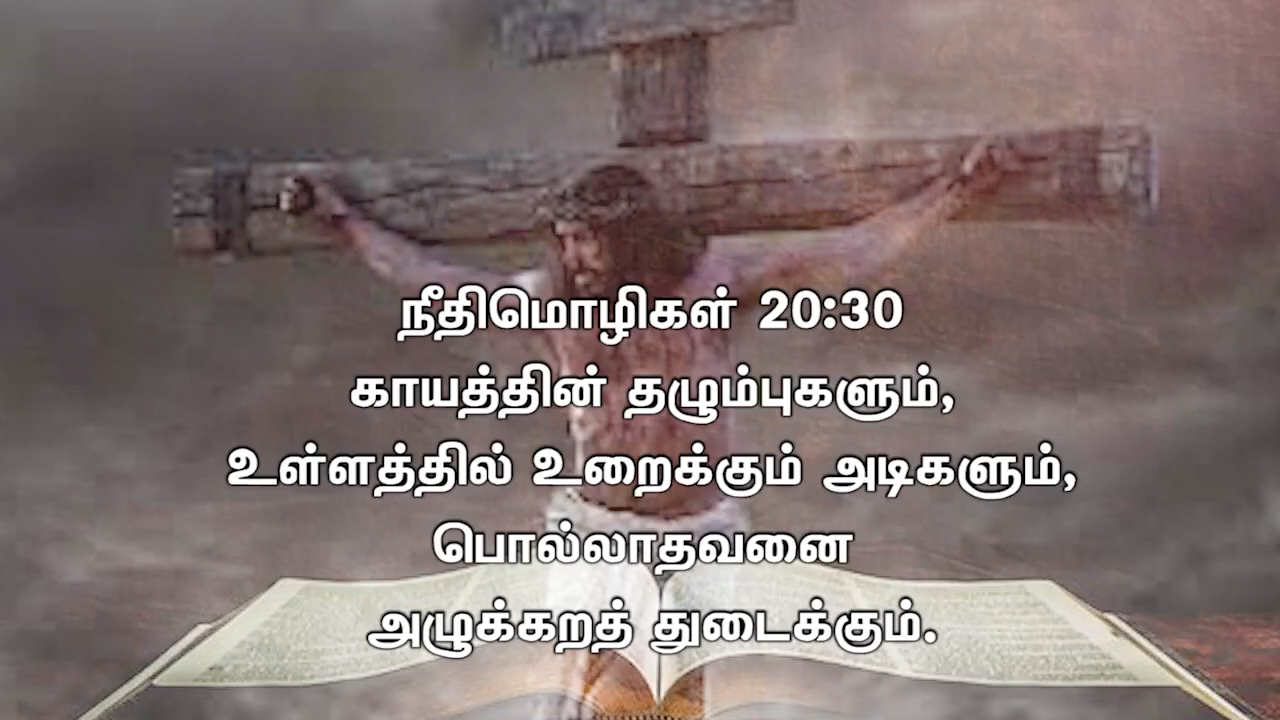 நீதிமொழிகள் 20:30
காயத்தின் தழும்புகளும்,
உள்ளத்தில் உறைக்கும் அடிகளும்,
பொல்லாதவனை
அழுக்கறத் துடைக்கும்.